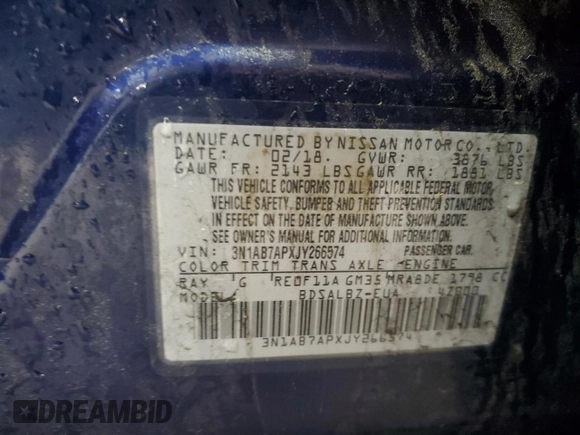 MANUFACTURED BY NISSAN MOTOR CO., LTD.
DATE: 02/18. GVWR: 3876 LBS
GAWR FR: 2143 LBS GAWR RR: 1881 LBS
THIS VEHICLE CONFORMS TO ALL APPLICABLE FEDERAL MOTOR
VEHICLE SAFETY, BUMPER AND THEFT PREVENTION STANDARDS
IN EFFECT ON THE DATE OF MANUFACTURE SHOWN ABOVE.
SEE OWNER'S MANUAL FOR ADDITIONAL INFORMATION
VIN: 3N1AB7APXJY266574 PASSENGER CAR.
COLOR TRIM TRANS AXLE ENGINE
RAY G RE0F11A GM35 MRA8DE 1798 CC
MODEL BDSALBZ-EUA
3N1AB7APXJY266574
DREAMBID